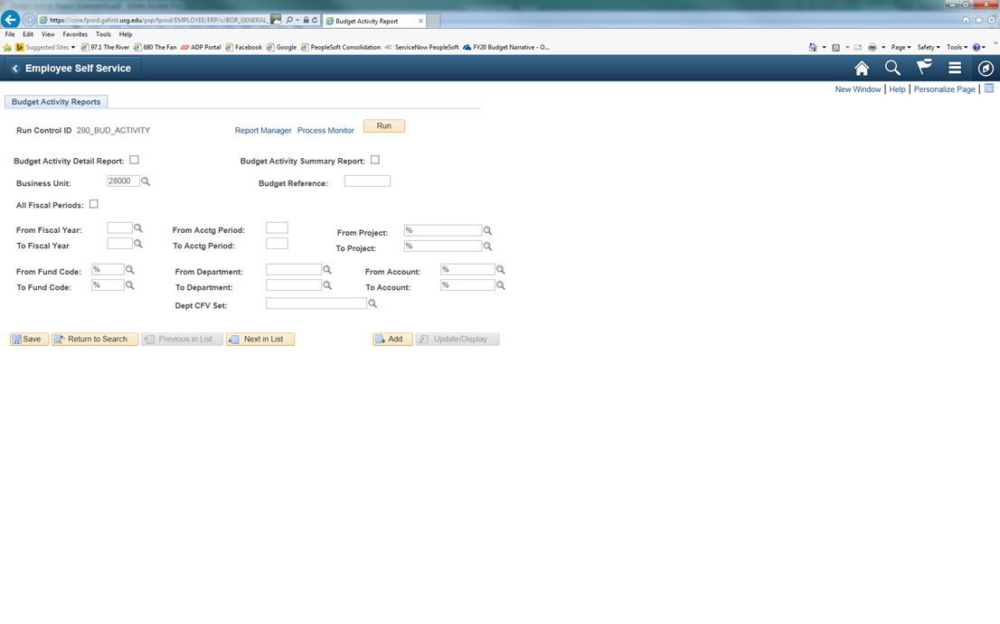 https://core.fprod.gafirst.usg.edu/psp/fprod/EMPLOYEE/ERP/c/BOR_GENERAL_
Budget Activity Report
File Edit View Favorites Tools Help
Suggested Sites 97.1 The River 680 The Fan ADP Portal Facebook Google PeopleSoft Consolidation ServiceNow PeopleSoft FY20 Budget Narrative - O... Page Safety Tools
Employee Self Service
New Window | Help | Personalize Page |
Budget Activity Reports
Run Control ID 280_BUD_ACTIVITY Report Manager Process Monitor Run
Budget Activity Detail Report: Budget Activity Summary Report:
Business Unit: 28000 Budget Reference:
All Fiscal Periods:
From Fiscal Year: From Acctg Period: From Project: %
To Fiscal Year To Acctg Period: To Project: %
From Fund Code: % From Department: From Account: %
To Fund Code: % To Department: To Account: %
Dept CFV Set:
Save Return to Search Previous in List Next in List Add Update/Display